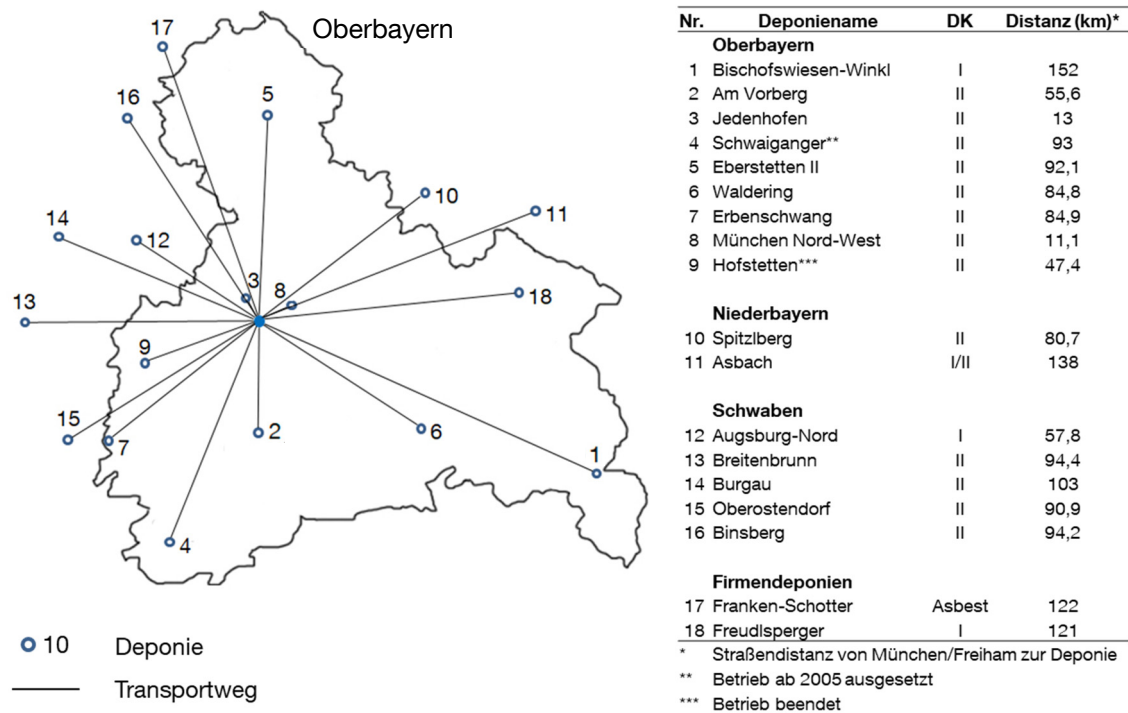 Oberbayern
17
16
5
10
11
14
12
3
8
18
13
9
15
7
2
6
1
4
10 Deponie
Transportweg
Nr. Deponiename DK Distanz (km)*
Oberbayern
1 Bischofswiesen-Winkl I 152
2 Am Vorberg II 55,6
3 Jedenhofen II 13
4 Schwaiganger** II 93
5 Eberstetten II II 92,1
6 Waldering II 84,8
7 Erbenschwang II 84,9
8 München Nord-West II 11,1
9 Hofstetten*** II 47,4
Niederbayern
10 Spitzlberg II 80,7
11 Asbach I/II 138
Schwaben
12 Augsburg-Nord I 57,8
13 Breitenbrunn II 94,4
14 Burgau II 103
15 Oberostendorf II 90,9
16 Binsberg II 94,2
Firmendeponien
17 Franken-Schotter Asbest 122
18 Freudlsperger I 121
* Straßendistanz von München/Freiham zur Deponie
** Betrieb ab 2005 ausgesetzt
*** Betrieb beendet